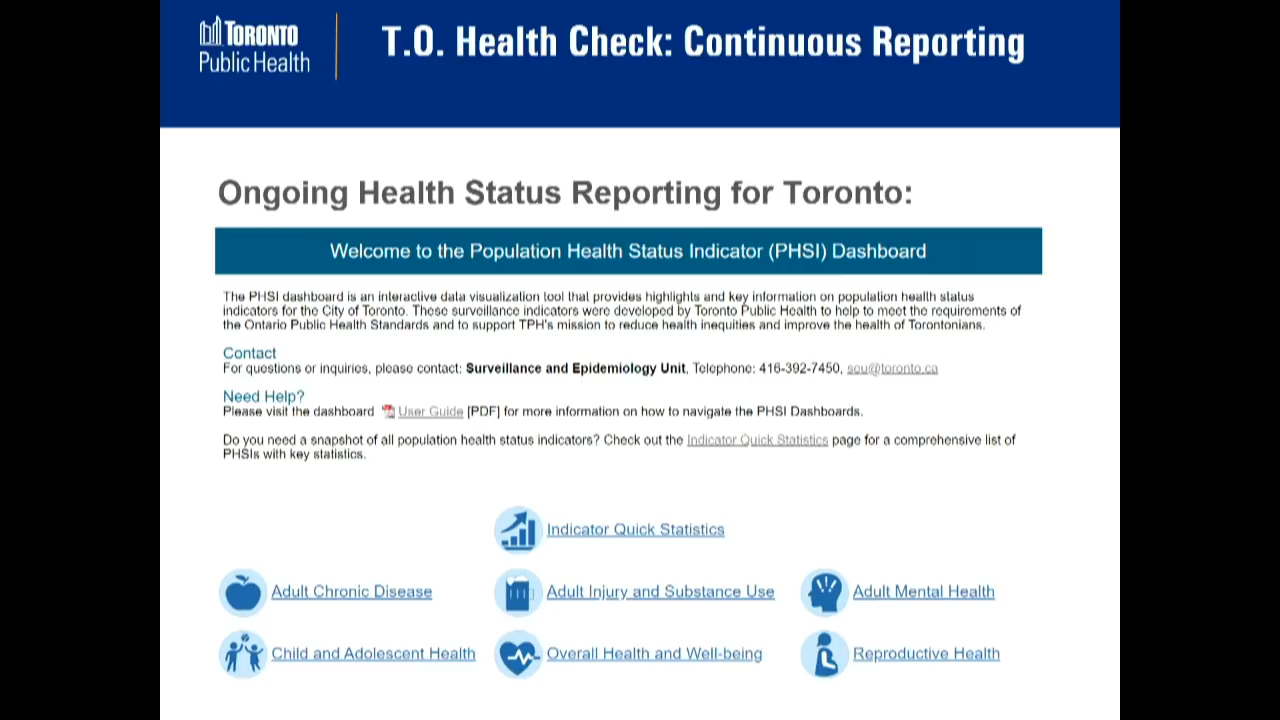 TORONTO
Public Health
T.O. Health Check: Continuous Reporting
Ongoing Health Status Reporting for Toronto:
Welcome to the Population Health Status Indicator (PHSI) Dashboard
The PHSI dashboard is an interactive data visualization tool that provides highlights and key information on population health status
indicators for the City of Toronto. These surveillance indicators were developed by Toronto Public Health to help to meet the requirements of
the Ontario Public Health Standards and to support TPH's mission to reduce health inequities and improve the health of Torontonians.
Contact
For questions or inquiries, please contact: Surveillance and Epidemiology Unit, Telephone: 416-392-7450, seu@toronto.ca
Need Help?
Please visit the dashboard User Guide [PDF] for more information on how to navigate the PHSI Dashboards.
Do you need a snapshot of all population health status indicators? Check out the Indicator Quick Statistics page for a comprehensive list of
PHSIs with key statistics.
Indicator Quick Statistics
Adult Chronic Disease
Adult Injury and Substance Use
Adult Mental Health
Child and Adolescent Health
Overall Health and Well-being
Reproductive Health